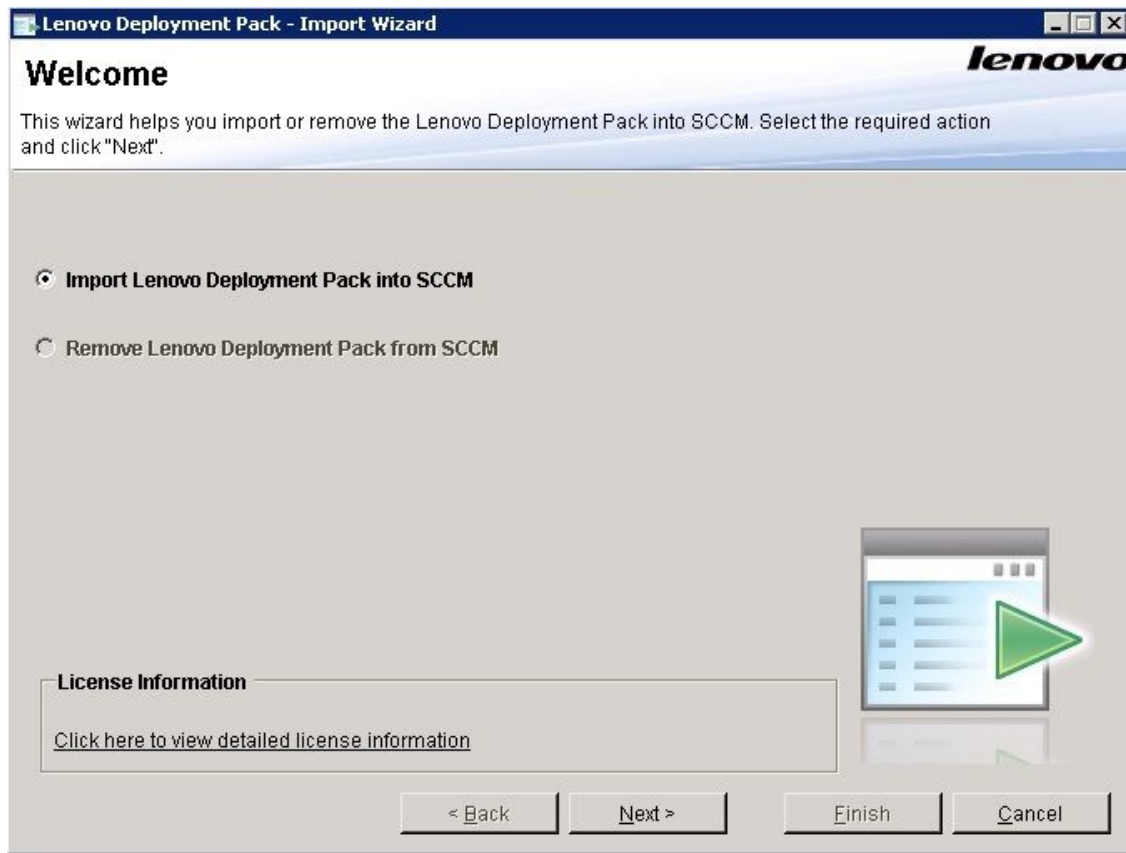 Lenovo Deployment Pack - Import Wizard
lenovo
Welcome
This wizard helps you import or remove the Lenovo Deployment Pack into SCCM. Select the required action
and click "Next".
Import Lenovo Deployment Pack into SCCM
Remove Lenovo Deployment Pack from SCCM
License Information
Click here to view detailed license information
< Back
Next >
Finish
Cancel